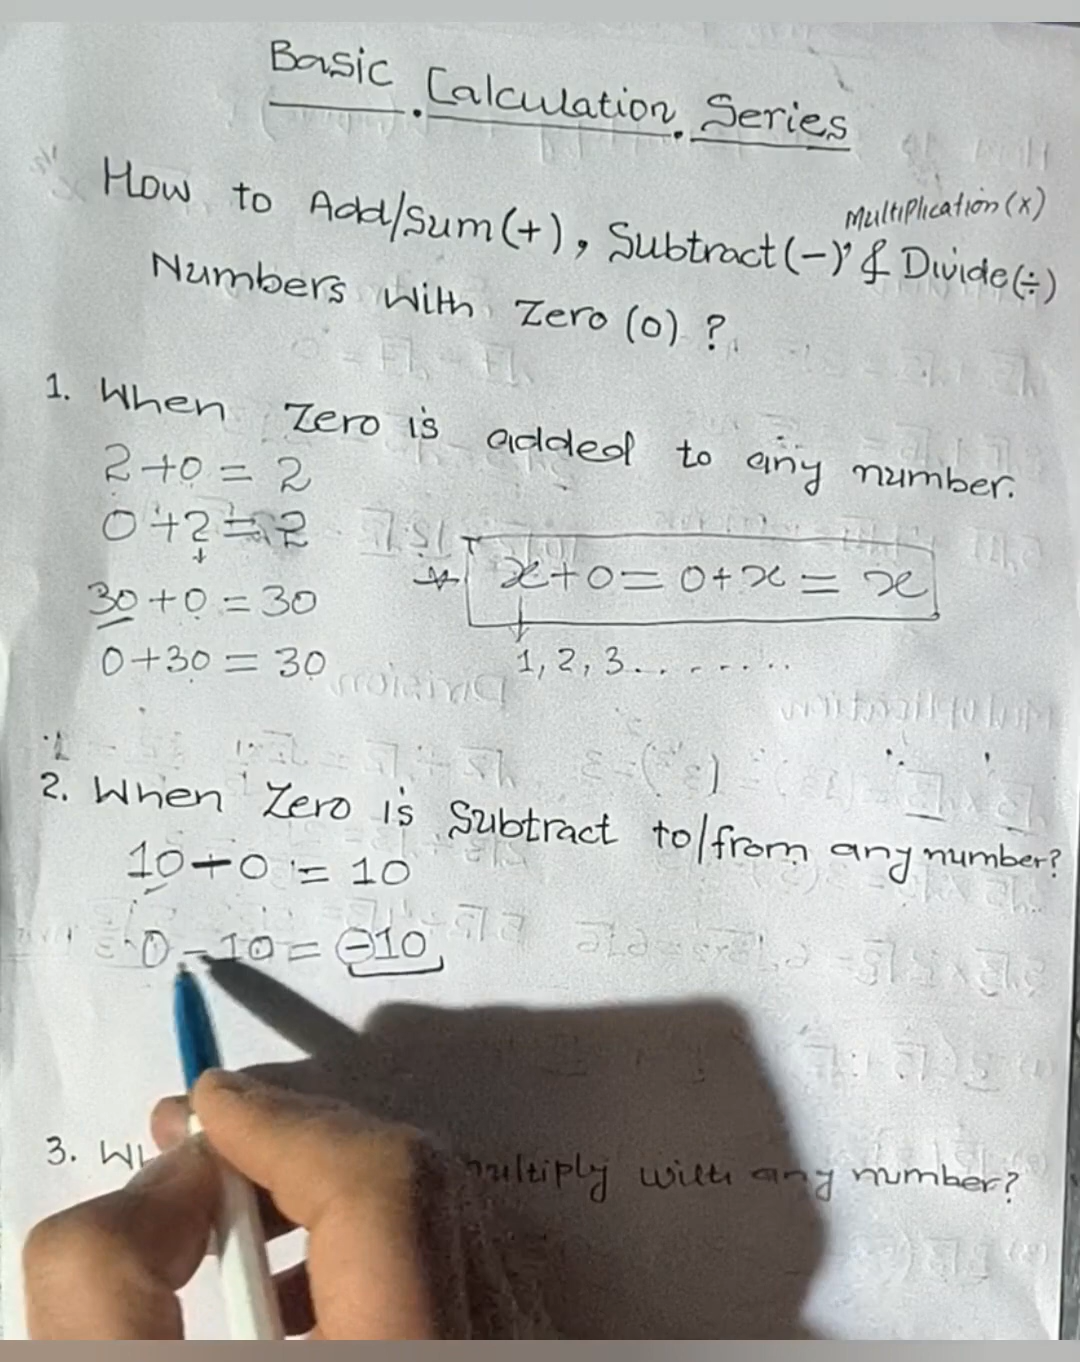 Basic Calculation Series
How to Add/Sum(+), Subtract(-), Multiplication(x) & Divide(÷)
Numbers with Zero (0) ?
1. When Zero is added to any number.
2+0 = 2
0+2=2
30+0=30
0+30=30
x+0=0+x=x
1, 2, 3........
2. When Zero is Subtract to/from any number?
10-0=10
0-10=-10
3. multiply with any number?